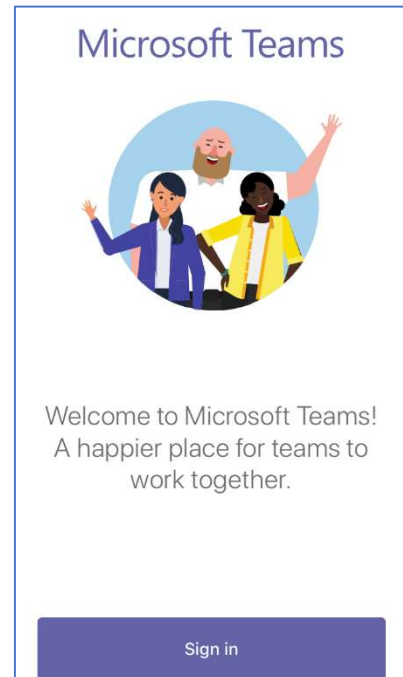 Microsoft Teams
Welcome to Microsoft Teams!
A happier place for teams to
work together.
Sign in